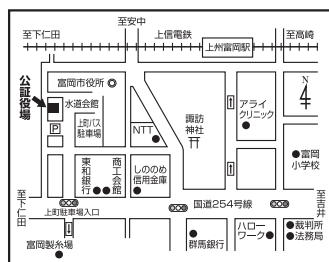 至安中
至下仁田
上信電鉄
至高崎
上州富岡駅
公証役場
富岡市役所
N
水道会館
P
上町バス
駐車場
NTT
諏訪
神社
アライ
クリニック
富岡
小学校
東和
銀行
商工会館
しののめ
信用金庫
至下仁田
上町駐車場入口
国道254号線
至吉井
富岡製糸場
群馬銀行
ハロー
ワーク
裁判所
法務局